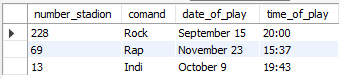 number_stadion comand date_of_play time_of_play
228 Rock September 15 20:00
69 Rap November 23 15:37
13 Indi October 9 19:43